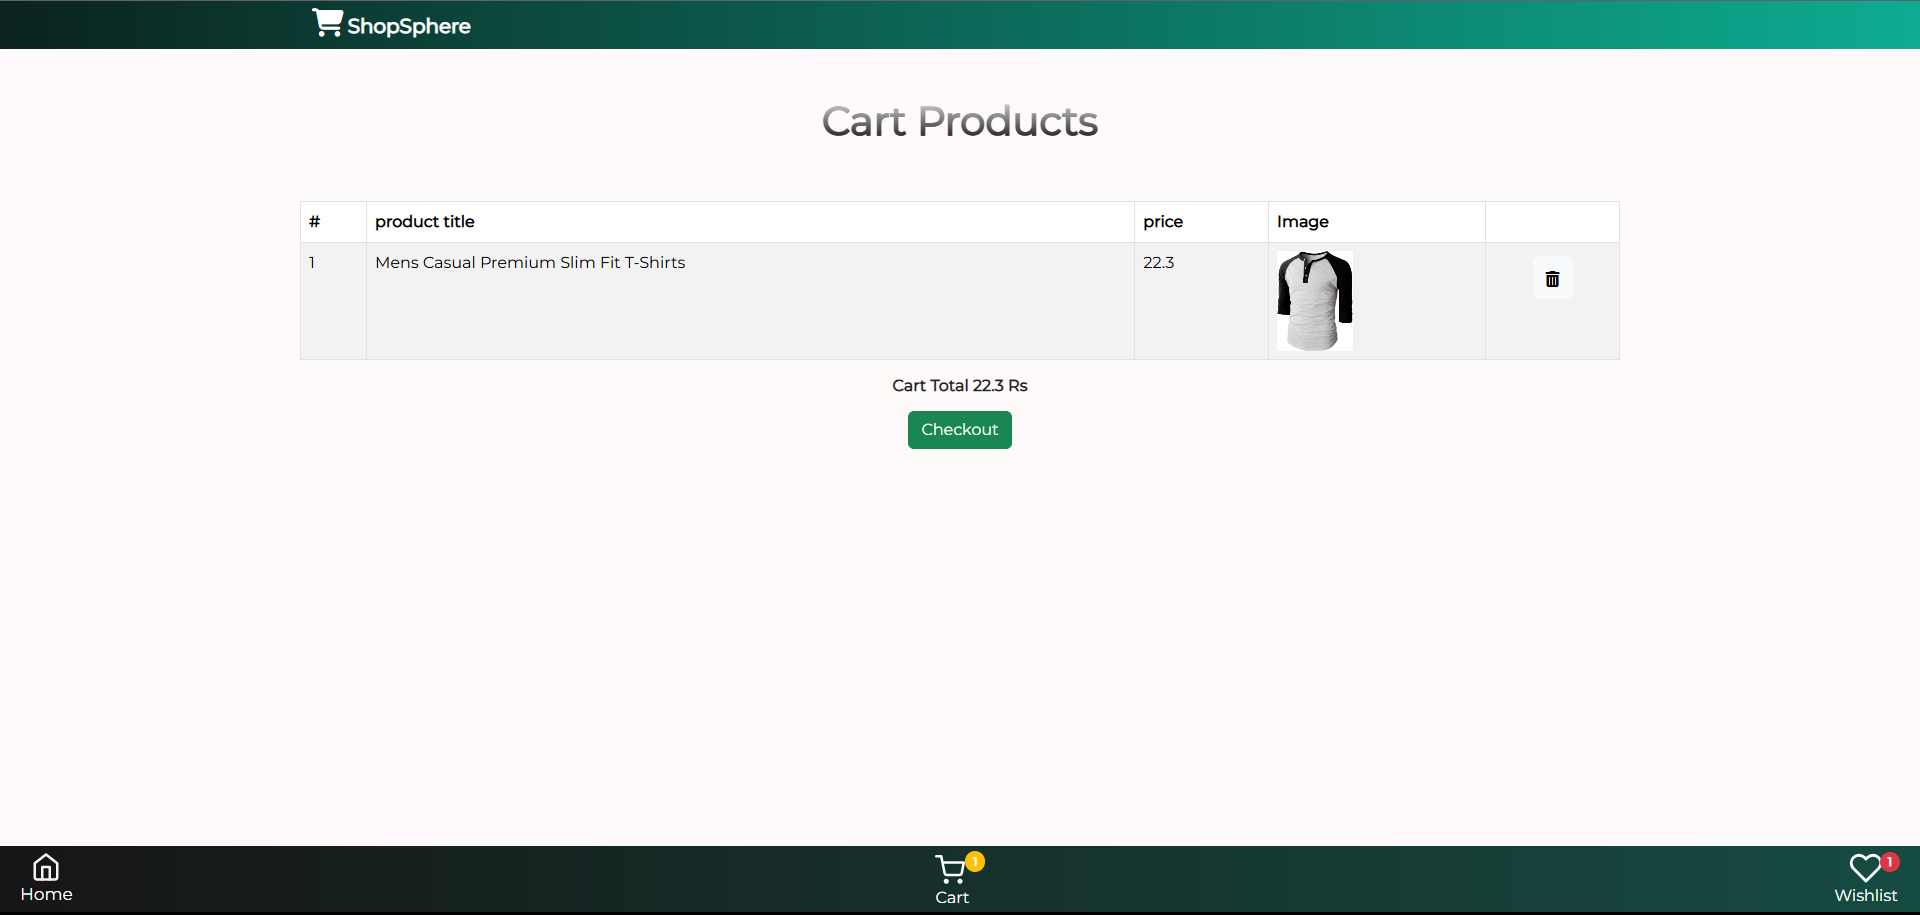 ShopSphere
Cart Products
# product title price Image
1 Mens Casual Premium Slim Fit T-Shirts 22.3
Cart Total 22.3 Rs
Checkout
1 1
Home Cart Wishlist